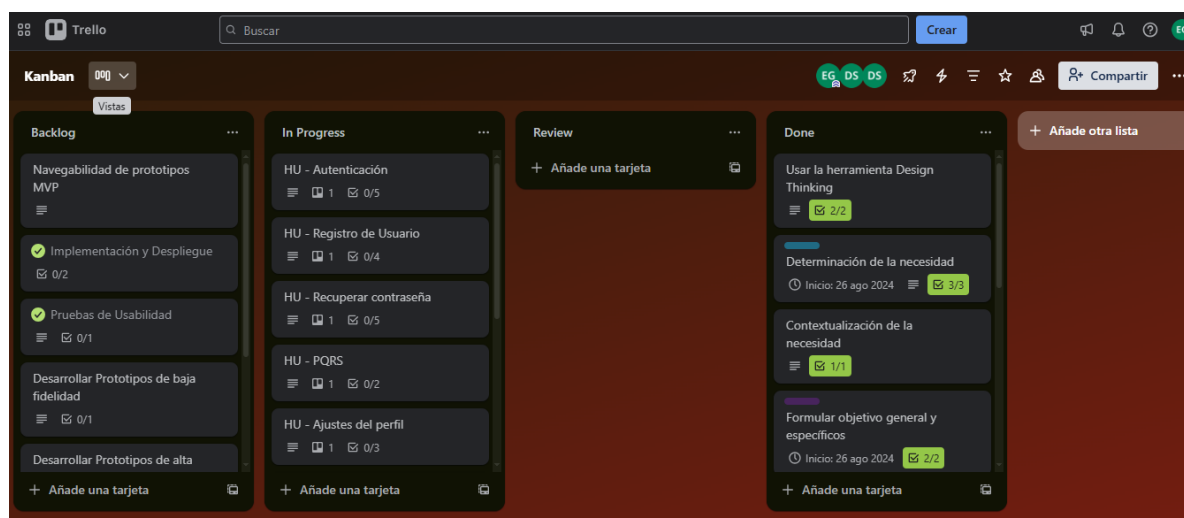 Trello
Buscar
Crear
EG
Kanban
EG DS DS
Compartir
Vistas
Backlog
Navegabilidad de prototipos
MVP
Implementación y Despliegue
0/2
Pruebas de Usabilidad
0/1
Desarrollar Prototipos de baja
fidelidad
0/1
Desarrollar Prototipos de alta
+ Añade una tarjeta
In Progress
HU - Autenticación
1 0/5
HU - Registro de Usuario
1 0/4
HU - Recuperar contraseña
1 0/5
HU - PQRS
1 0/2
HU - Ajustes del perfil
1 0/3
+ Añade una tarjeta
Review
+ Añade una tarjeta
Done
Usar la herramienta Design
Thinking
2/2
Determinación de la necesidad
Inicio: 26 ago 2024 3/3
Contextualización de la
necesidad
1/1
Formular objetivo general y
específicos
Inicio: 26 ago 2024 2/2
+ Añade una tarjeta
+ Añade otra lista